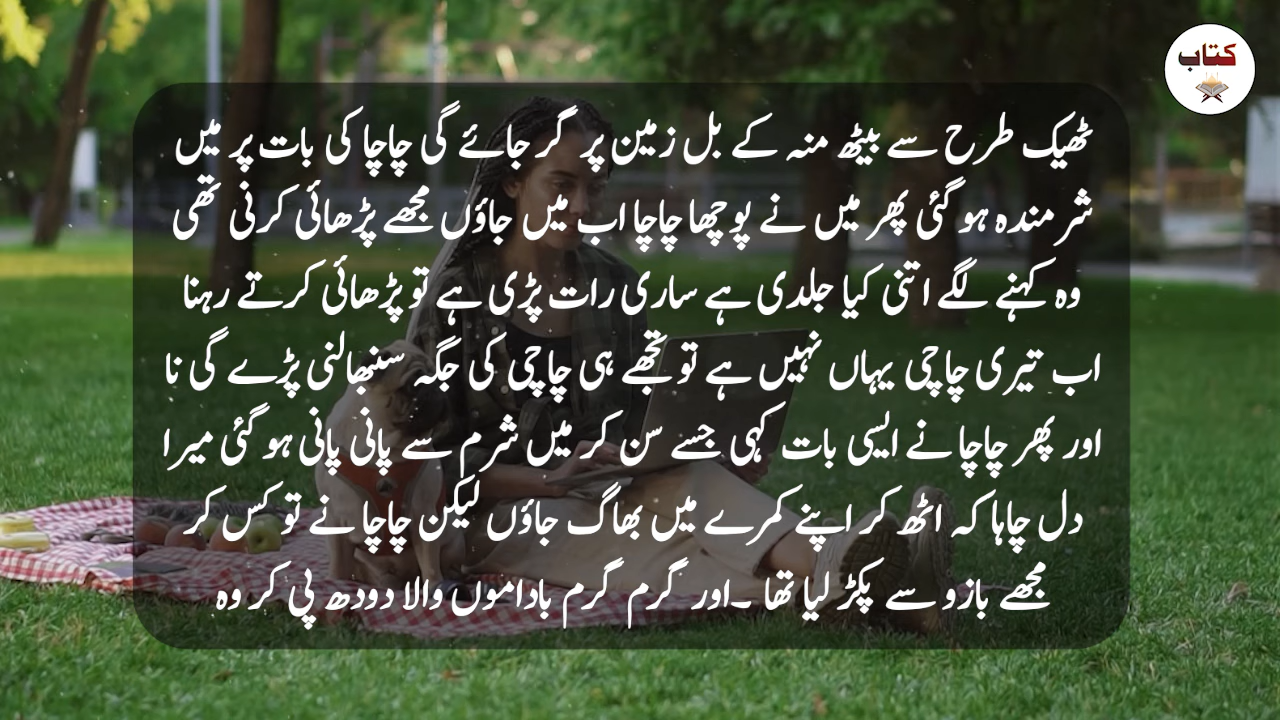 کتاب
ٹھیک طرح سے بیٹھ منہ کے بل زمین پر گر جائے گی چاچا کی بات پر میں
شرمندہ ہو گئی پھر میں نے پوچھا چاچا اب میں جاؤں مجھے پڑھائی کرنی تھی
وہ کہنے لگے اتنی کیا جلدی ہے ساری رات پڑی ہے تو پڑھائی کرتے رہنا
اب تیری چاچی یہاں نہیں ہے تو تجھے ہی چاچی کی جگہ سنبھالنی پڑے گی نا
اور پھر چاچا نے ایسی بات کہی جسے سن کر میں شرم سے پانی پانی ہو گئی میرا
دل چاہا کہ اٹھ کر اپنے کمرے میں بھاگ جاؤں لیکن چاچا نے تو کس کر
مجھے بازو سے پکڑ لیا تھا ۔اور گرم گرم باداموں والا دودھ پی کر وہ